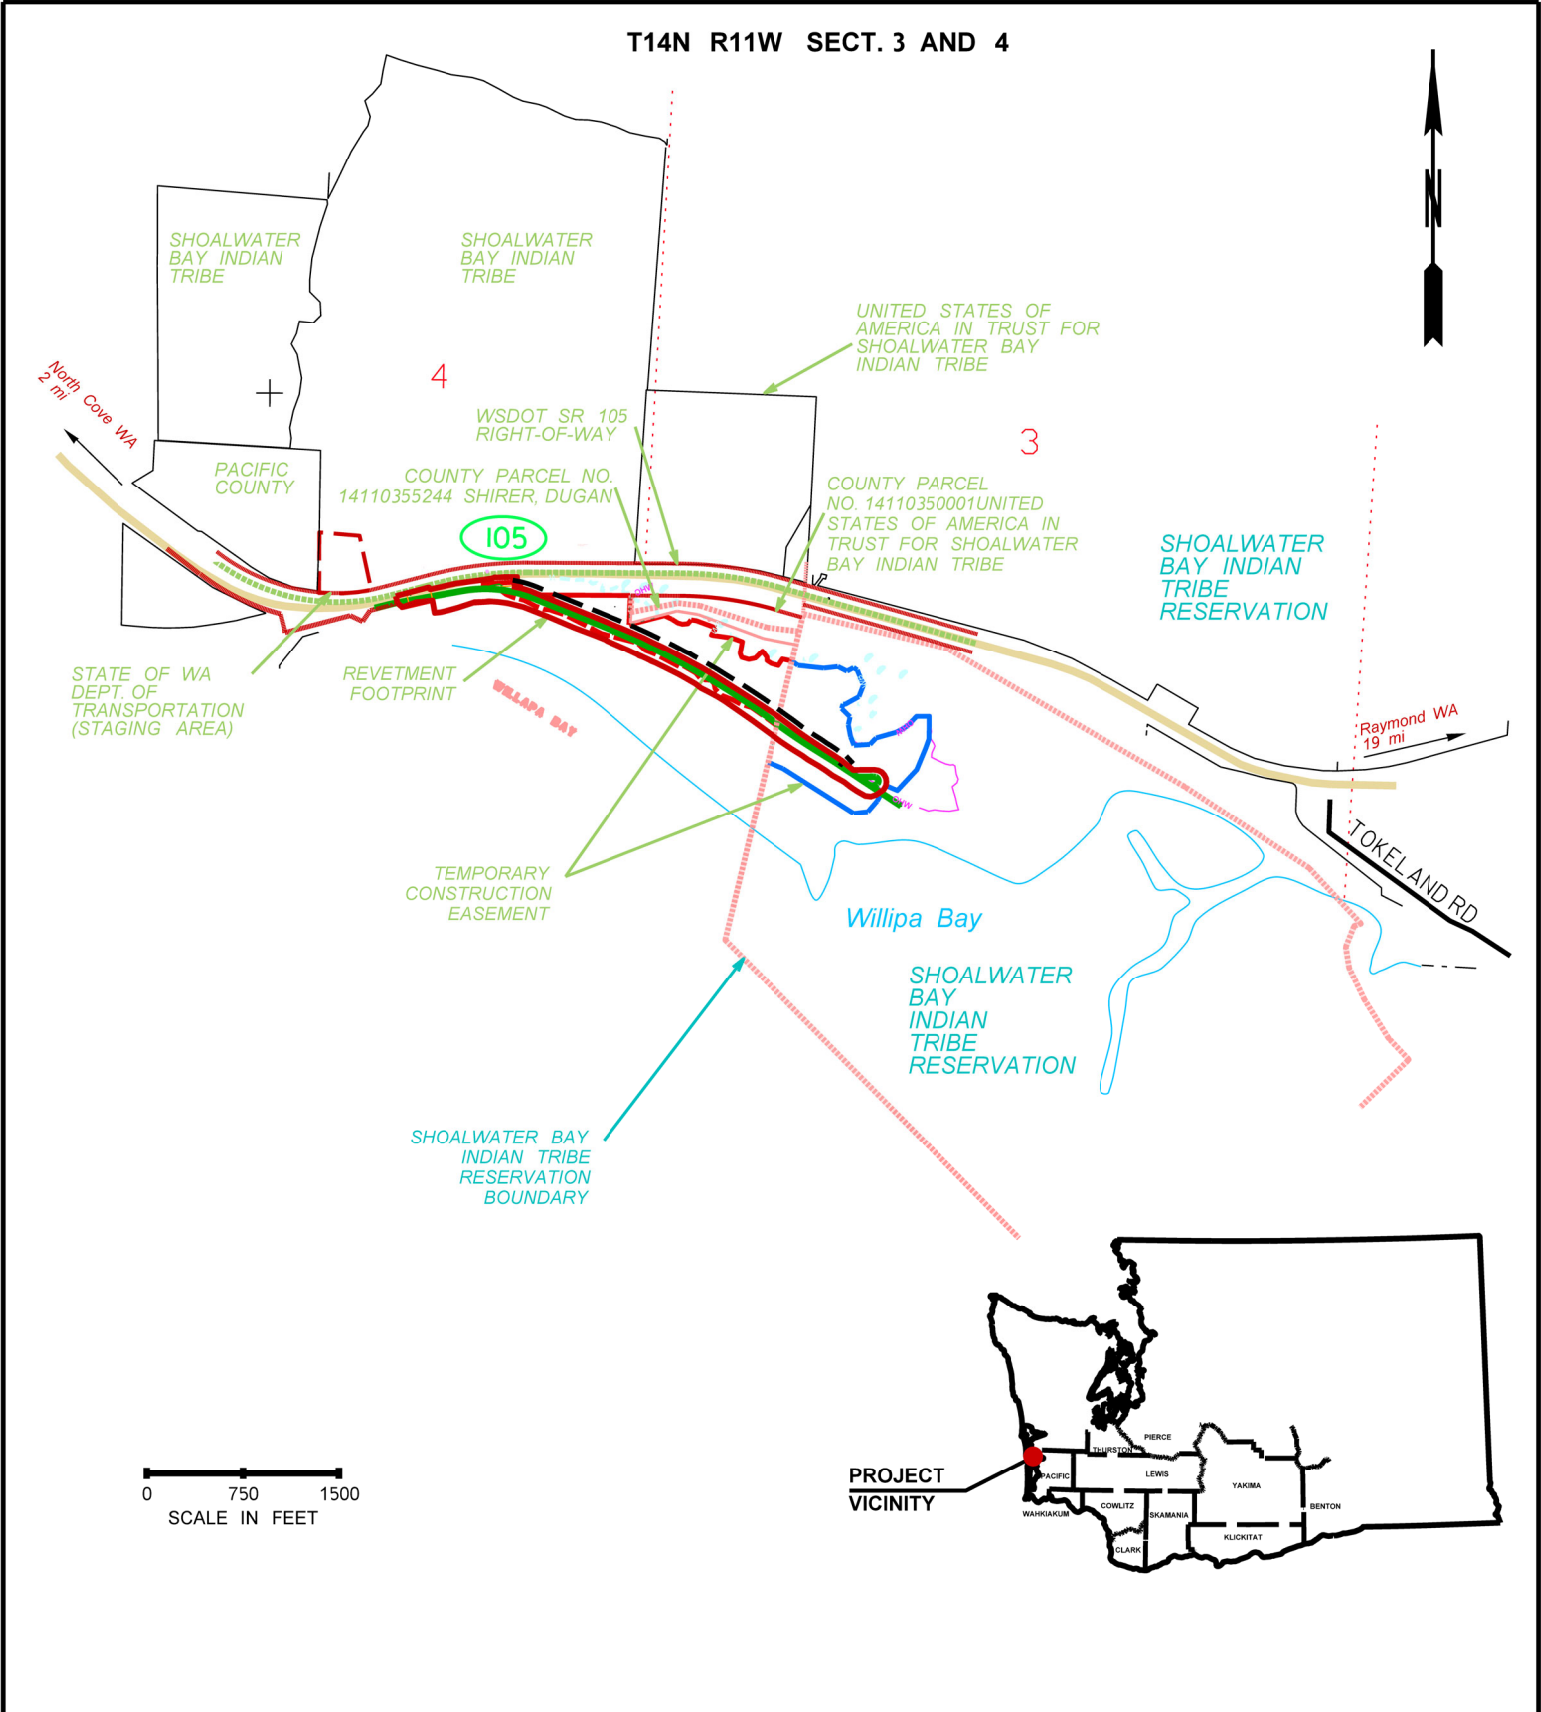 T14N R11W SECT. 3 AND 4
N
SHOALWATER
BAY INDIAN
TRIBE
SHOALWATER
BAY INDIAN
TRIBE
UNITED STATES OF
AMERICA IN TRUST FOR
SHOALWATER BAY
INDIAN TRIBE
North Cove WA
2 mi
4
WSDOT SR 105
RIGHT-OF-WAY
3
PACIFIC
COUNTY
COUNTY PARCEL NO.
14110355244 SHIRER, DUGAN
COUNTY PARCEL
NO. 14110350001UNITED
STATES OF AMERICA IN
TRUST FOR SHOALWATER
BAY INDIAN TRIBE
105
SHOALWATER
BAY INDIAN
TRIBE
RESERVATION
OHW
STATE OF WA
DEPT. OF
TRANSPORTATION
(STAGING AREA)
REVETMENT
FOOTPRINT
WILLAPA BAY
Raymond WA
19 mi
OHW
TOKELAND RD
TEMPORARY
CONSTRUCTION
EASEMENT
Willipa Bay
SHOALWATER
BAY
INDIAN
TRIBE
RESERVATION
SHOALWATER BAY
INDIAN TRIBE
RESERVATION
BOUNDARY
0 750 1500
SCALE IN FEET
PROJECT
VICINITY
PIERCE
THURSTON
PACIFIC
LEWIS
YAKIMA
WAHKIAKUM
COWLITZ
SKAMANIA
BENTON
KLICKITAT
CLARK